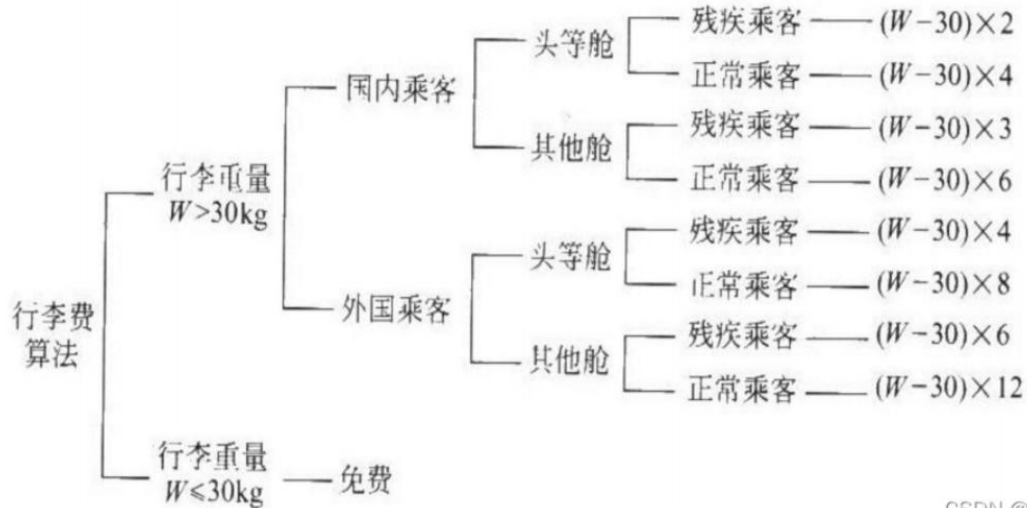 残疾乘客 (W-30)×2
头等舱
正常乘客 (W-30)×4
国内乘客
残疾乘客 (W-30)×3
其他舱
正常乘客 (W-30)×6
行李重量
W>30kg
残疾乘客 (W-30)×4
头等舱
正常乘客 (W-30)×8
外国乘客
残疾乘客 (W-30)×6
其他舱
正常乘客 (W-30)×12
行李费
算法
行李重量
W≤30kg
免费